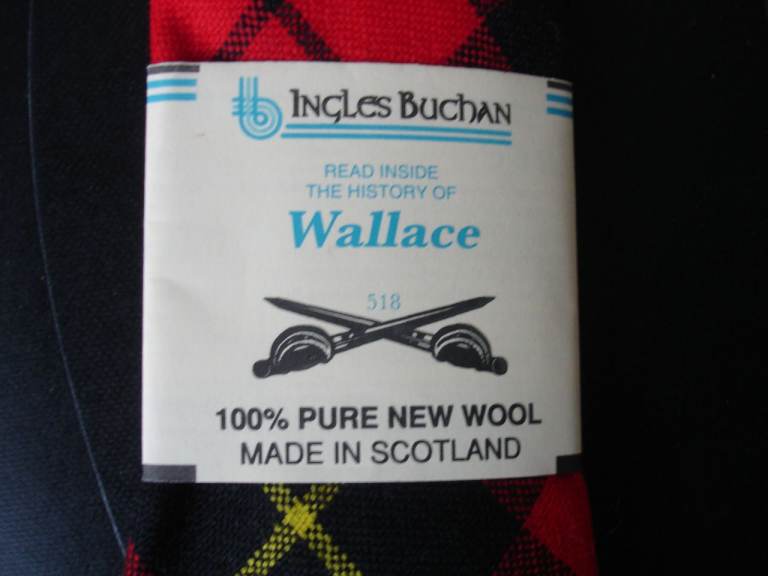 Ingles Buchan
READ INSIDE
THE HISTORY OF
Wallace
518
100% PURE NEW WOOL
MADE IN SCOTLAND